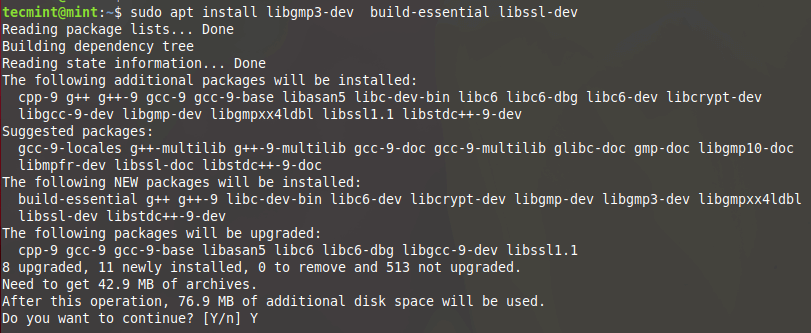 tecmint@mint:~$ sudo apt install libgmp3-dev  build-essential libssl-dev
Reading package lists... Done
Building dependency tree
Reading state information... Done
The following additional packages will be installed:
  cpp-9 g++ g++-9 gcc-9 gcc-9-base libasan5 libc-dev-bin libc6 libc6-dbg libc6-dev libcrypt-dev
  libgcc-9-dev libgmp-dev libgmpxx4ldbl libssl1.1 libstdc++-9-dev
Suggested packages:
  gcc-9-locales g++-multilib g++-9-multilib gcc-9-doc gcc-9-multilib glibc-doc gmp-doc libgmp10-doc
  libmpfr-dev libssl-doc libstdc++-9-doc
The following NEW packages will be installed:
  build-essential g++ g++-9 libc-dev-bin libc6-dev libcrypt-dev libgmp-dev libgmp3-dev libgmpxx4ldbl
  libssl-dev libstdc++-9-dev
The following packages will be upgraded:
  cpp-9 gcc-9 gcc-9-base libasan5 libc6 libc6-dbg libgcc-9-dev libssl1.1
8 upgraded, 11 newly installed, 0 to remove and 513 not upgraded.
Need to get 42.9 MB of archives.
After this operation, 76.9 MB of additional disk space will be used.
Do you want to continue? [Y/n] Y